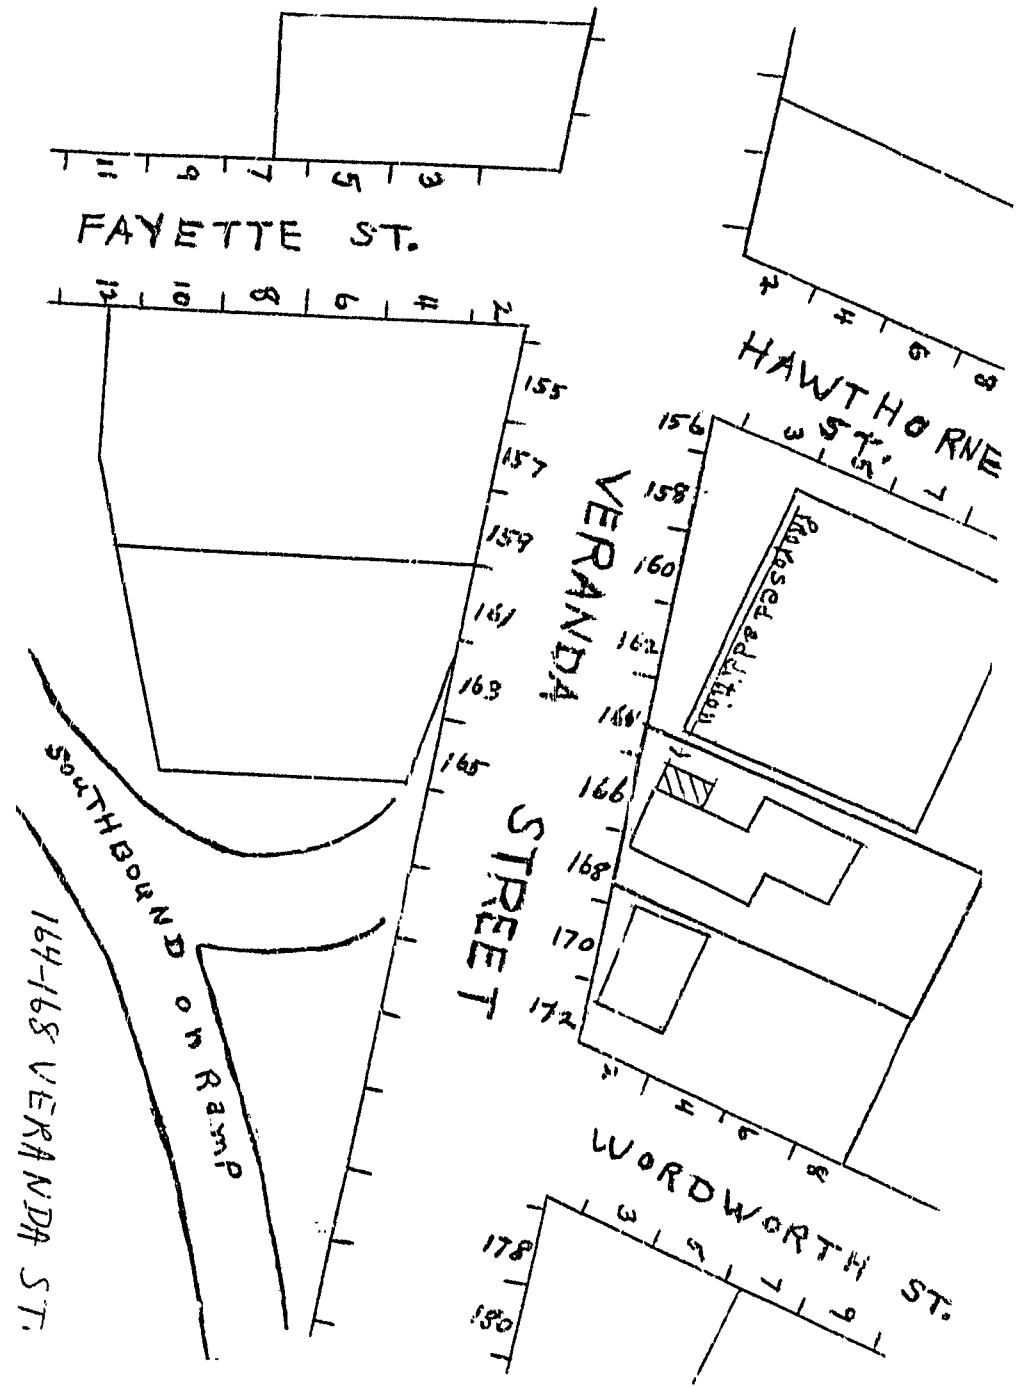 11 9 7 5 3
FAYETTE ST.
12 10 8 6 4 2
2 4 6 8
HAWTHORNE
ST.
3 5 7
155
157
159
161
163
165
VERANDA
STREET
156
158
160
162
164
166
168
170
172
Proposed addition
SOUTHBOUND ON Ramp
164-168 VERANDA ST.
2 4 6 8
WORDWORTH ST.
3 5 7 9
178
180